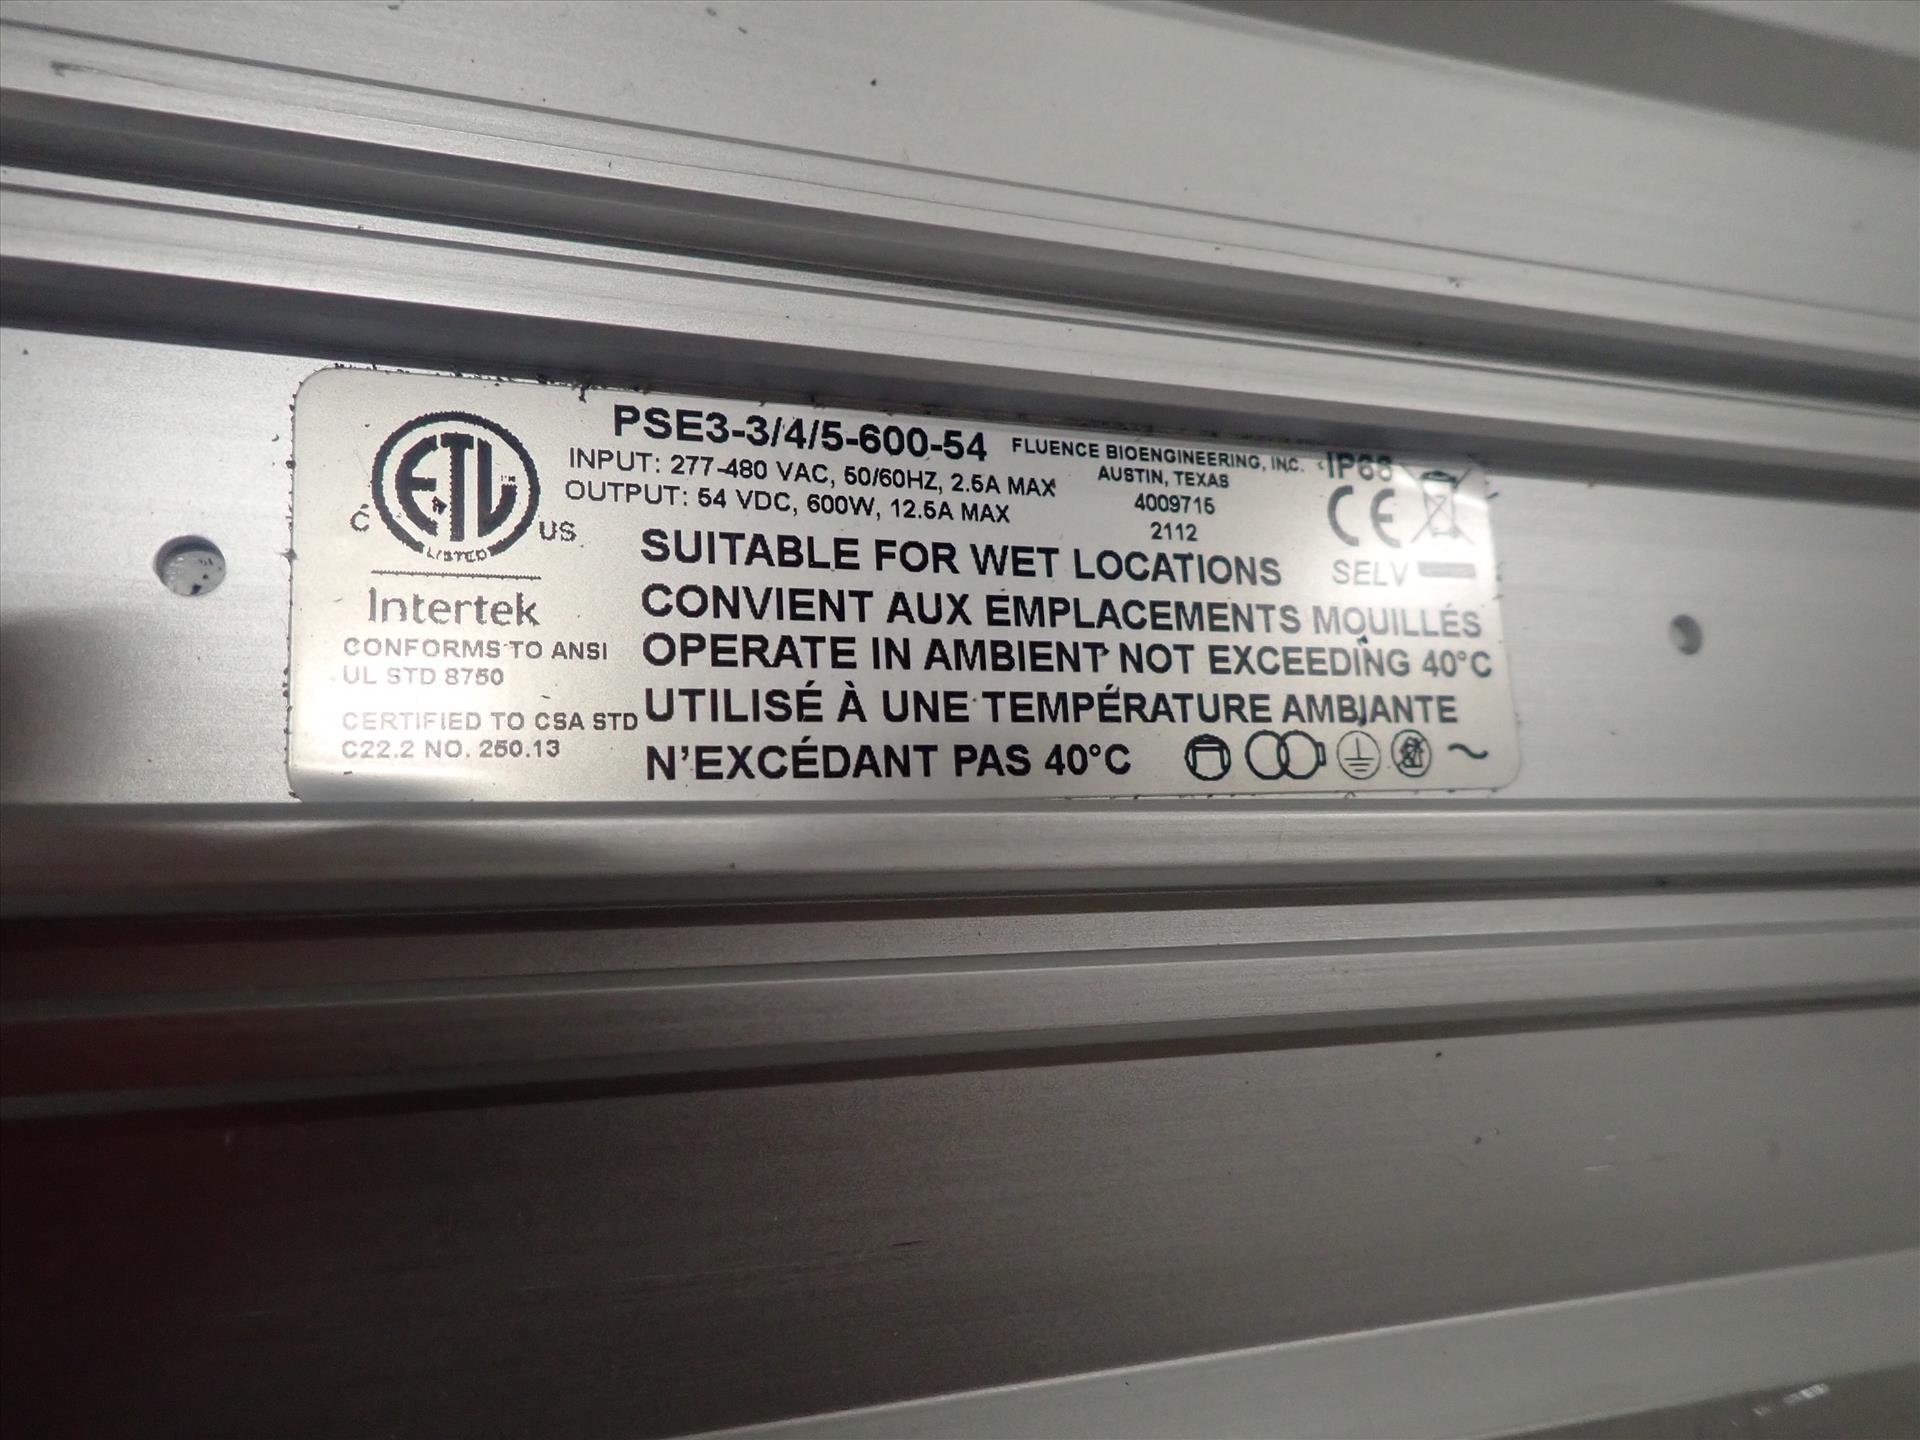 PSE3-3/4/5-600-54
INPUT: 277-480 VAC, 50/60HZ, 2.5A MAX
OUTPUT: 54 VDC, 600W, 12.5A MAX
FLUENCE BIOENGINEERING, INC.
AUSTIN, TEXAS
4009716
2112
IP66
CE
SELV
ETL
LISTED
C US
Intertek
CONFORMS TO ANSI
UL STD 8750
CERTIFIED TO CSA STD
C22.2 NO. 250.13
SUITABLE FOR WET LOCATIONS
CONVIENT AUX EMPLACEMENTS MOUILLÉS
OPERATE IN AMBIENT NOT EXCEEDING 40°C
UTILISÉ À UNE TEMPÉRATURE AMBIANTE
N'EXCÉDANT PAS 40°C